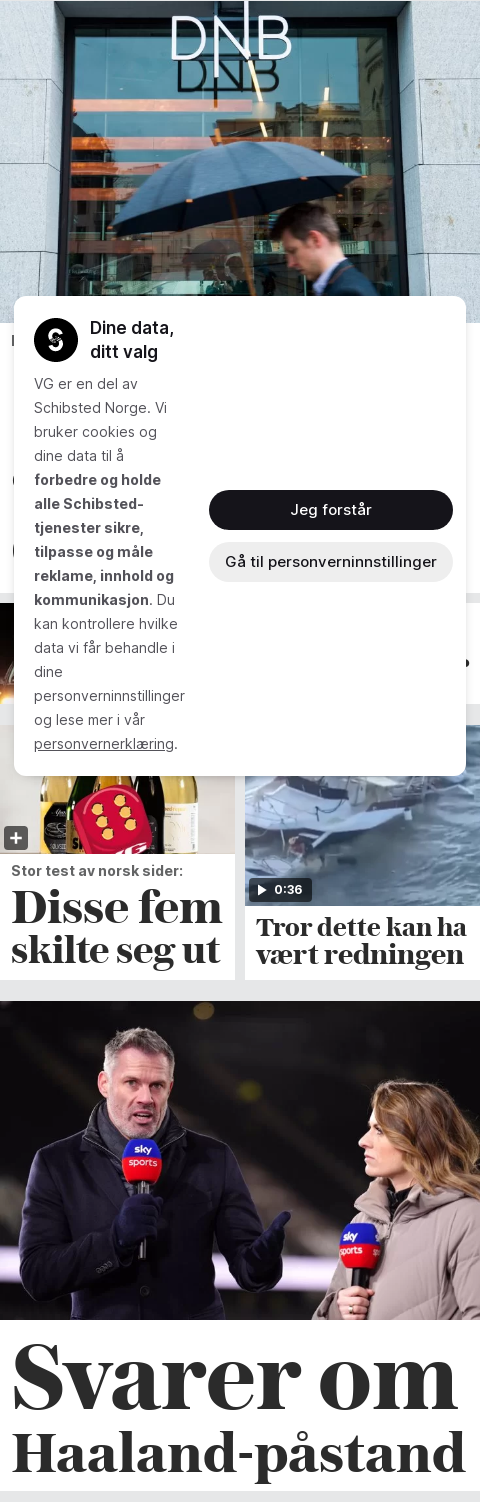 DNB
Dine data,
ditt valg
VG er en del av
Schibsted Norge. Vi
bruker cookies og
dine data til å
forbedre og holde
alle Schibsted-
tjenester sikre,
tilpasse og måle
reklame, innhold og
kommunikasjon. Du
kan kontrollere hvilke
data vi får behandle i
dine
personverninnstillinger
og lese mer i vår
personvernerklæring.
Jeg forstår
Gå til personverninnstillinger
Stor test av norsk sider:
Disse fem
skilte seg ut
0:36
Tror dette kan ha
vært redningen
sky
sports
sky
sports
Svarer om
Haaland-påstand